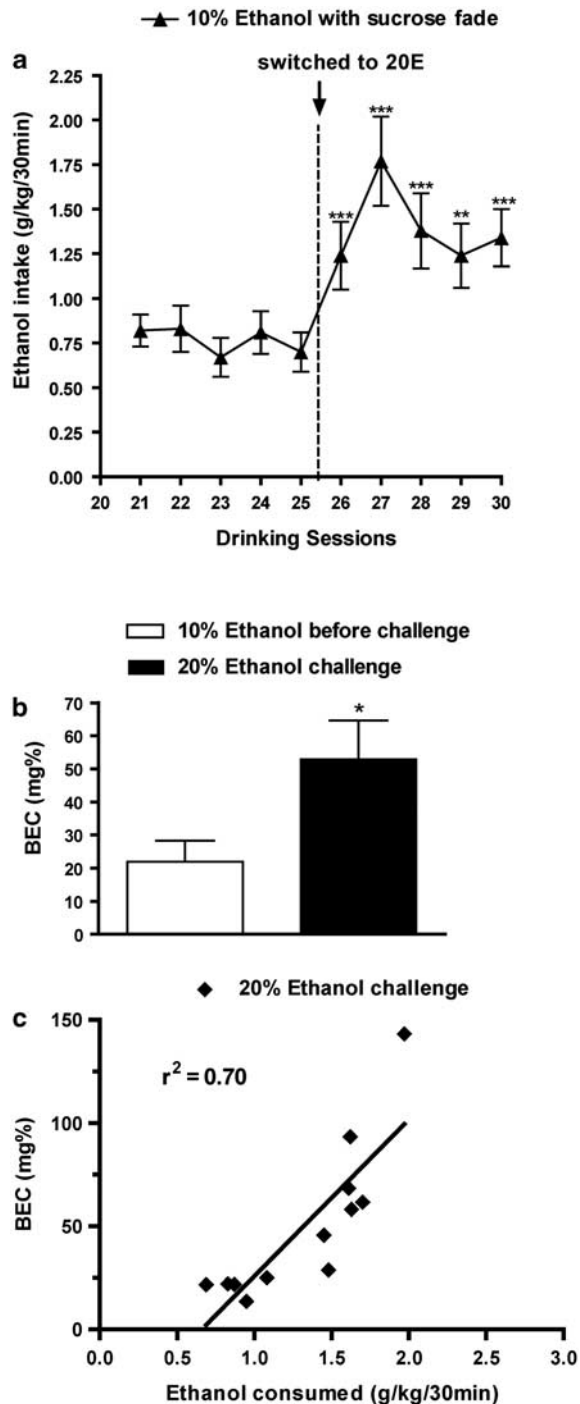 10% Ethanol with sucrose fade
a
switched to 20E
Ethanol intake (g/kg/30min)
2.25
2.00
1.75
1.50
1.25
1.00
0.75
0.50
0.25
0.00
***
***
***
**
***
20 21 22 23 24 25 26 27 28 29 30
Drinking Sessions
10% Ethanol before challenge
20% Ethanol challenge
b
BEC (mg%)
70
60
50
40
30
20
10
0
*
20% Ethanol challenge
c
BEC (mg%)
150
100
50
0
r² = 0.70
0.0 0.5 1.0 1.5 2.0 2.5 3.0
Ethanol consumed (g/kg/30min)